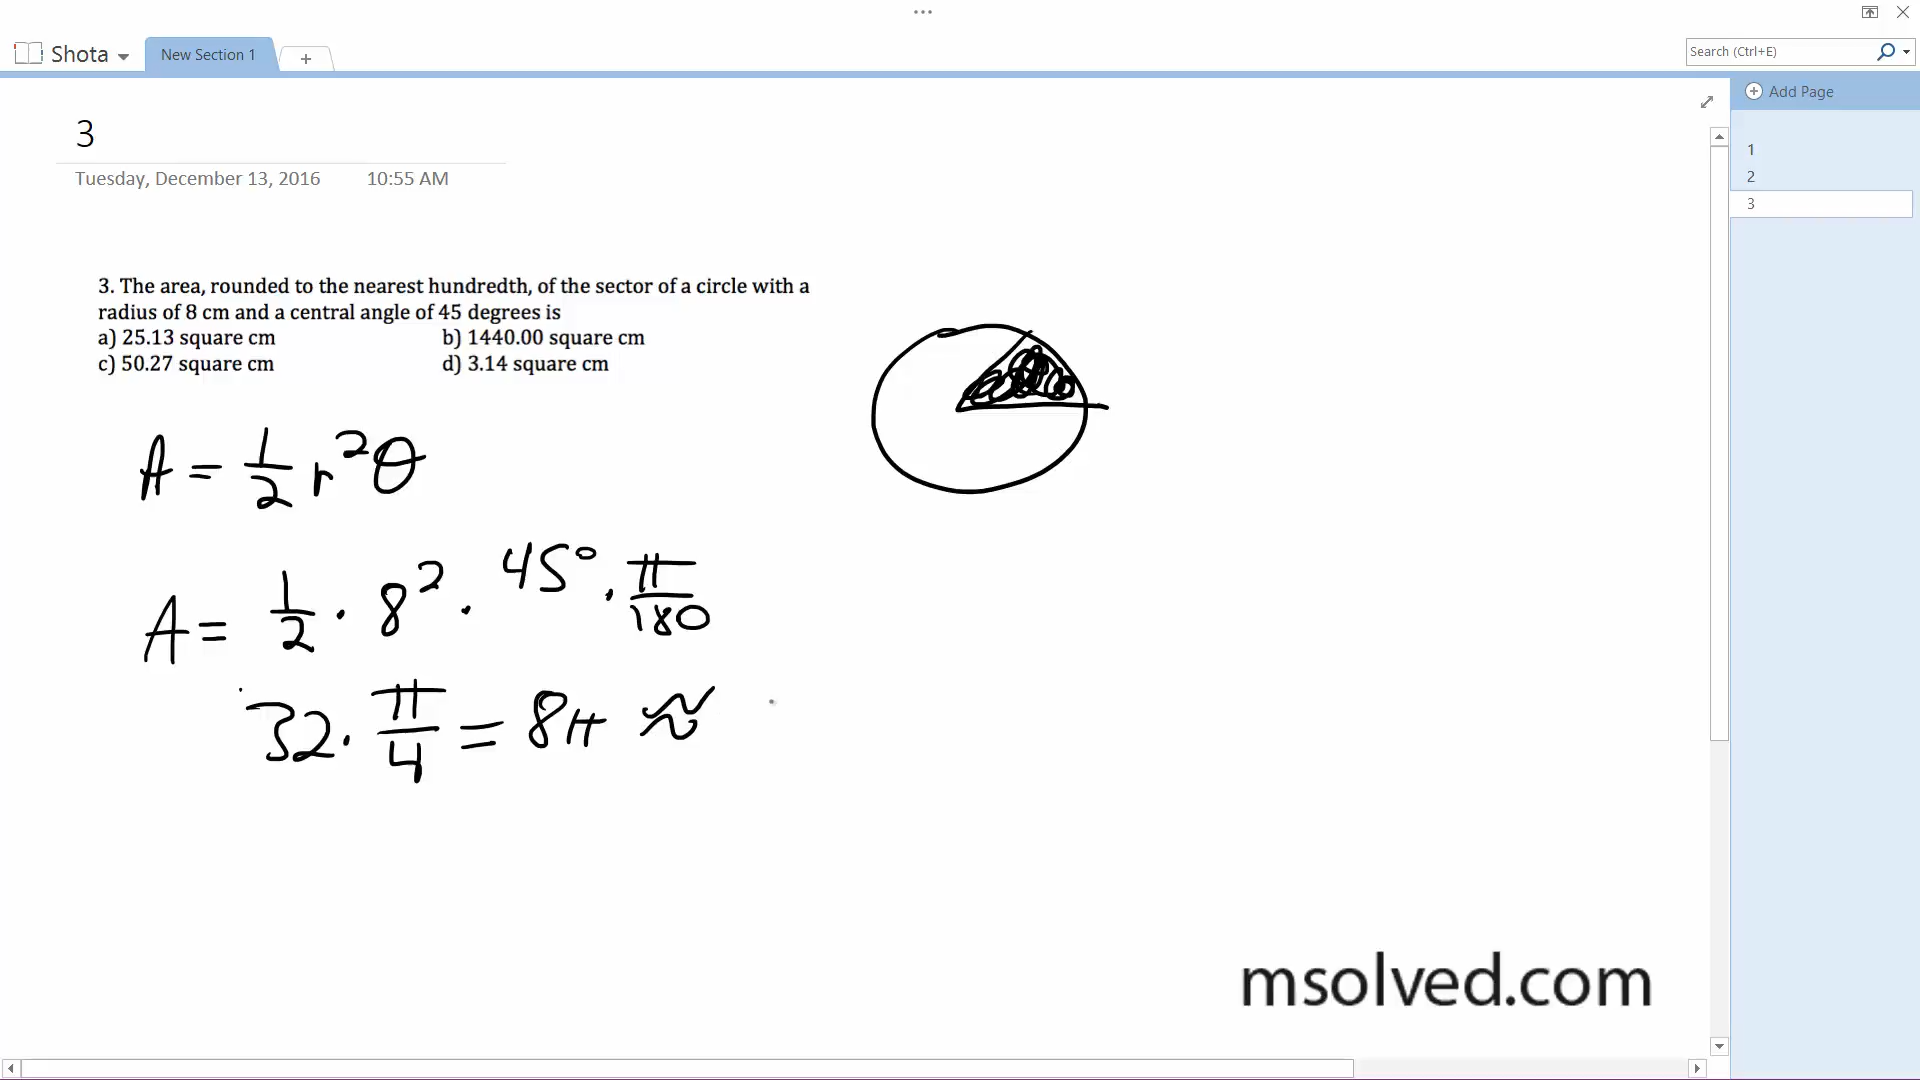 ...
Shota
New Section 1
+
Search (Ctrl+E)
Add Page
1
2
3
3
Tuesday, December 13, 2016 10:55 AM
3. The area, rounded to the nearest hundredth, of the sector of a circle with a
radius of 8 cm and a central angle of 45 degrees is
a) 25.13 square cm b) 1440.00 square cm
c) 50.27 square cm d) 3.14 square cm
A = 1/2 r²θ
A = 1/2 · 8² · 45° · π/180
32 · π/4 = 8π ≈
msolved.com